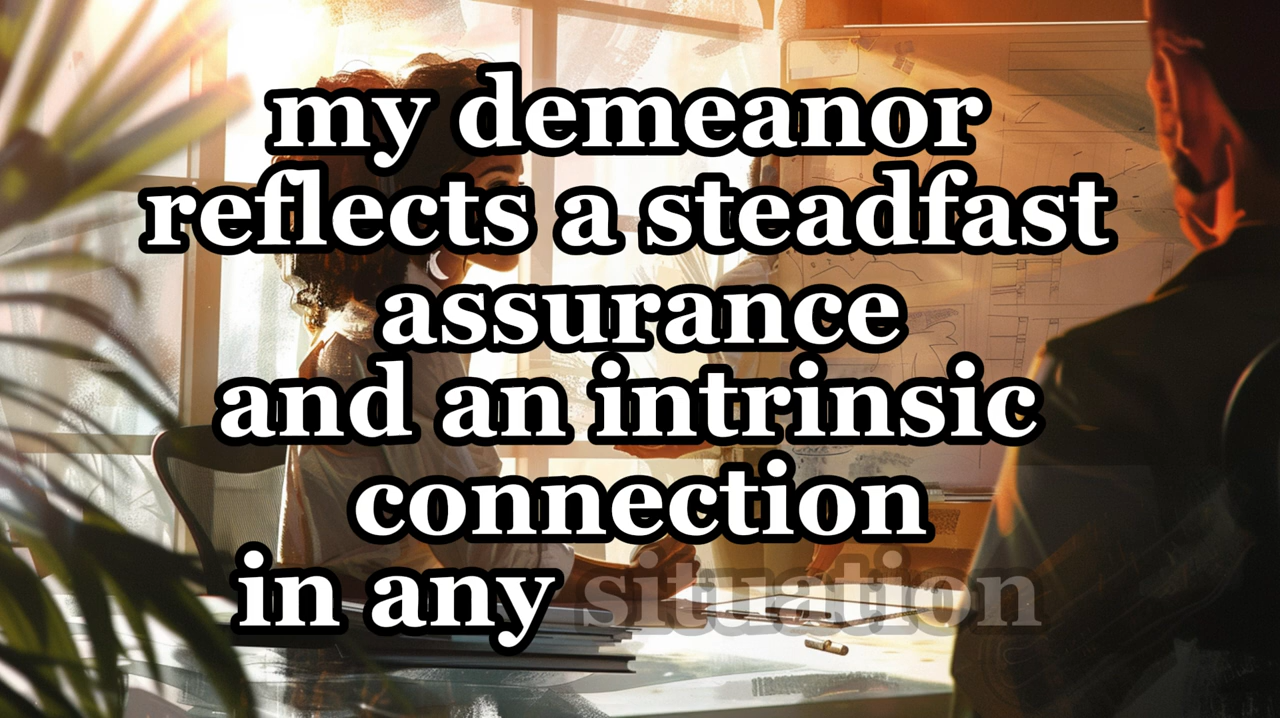 my demeanor
reflects a steadfast
assurance
and an intrinsic
connection
in any situation